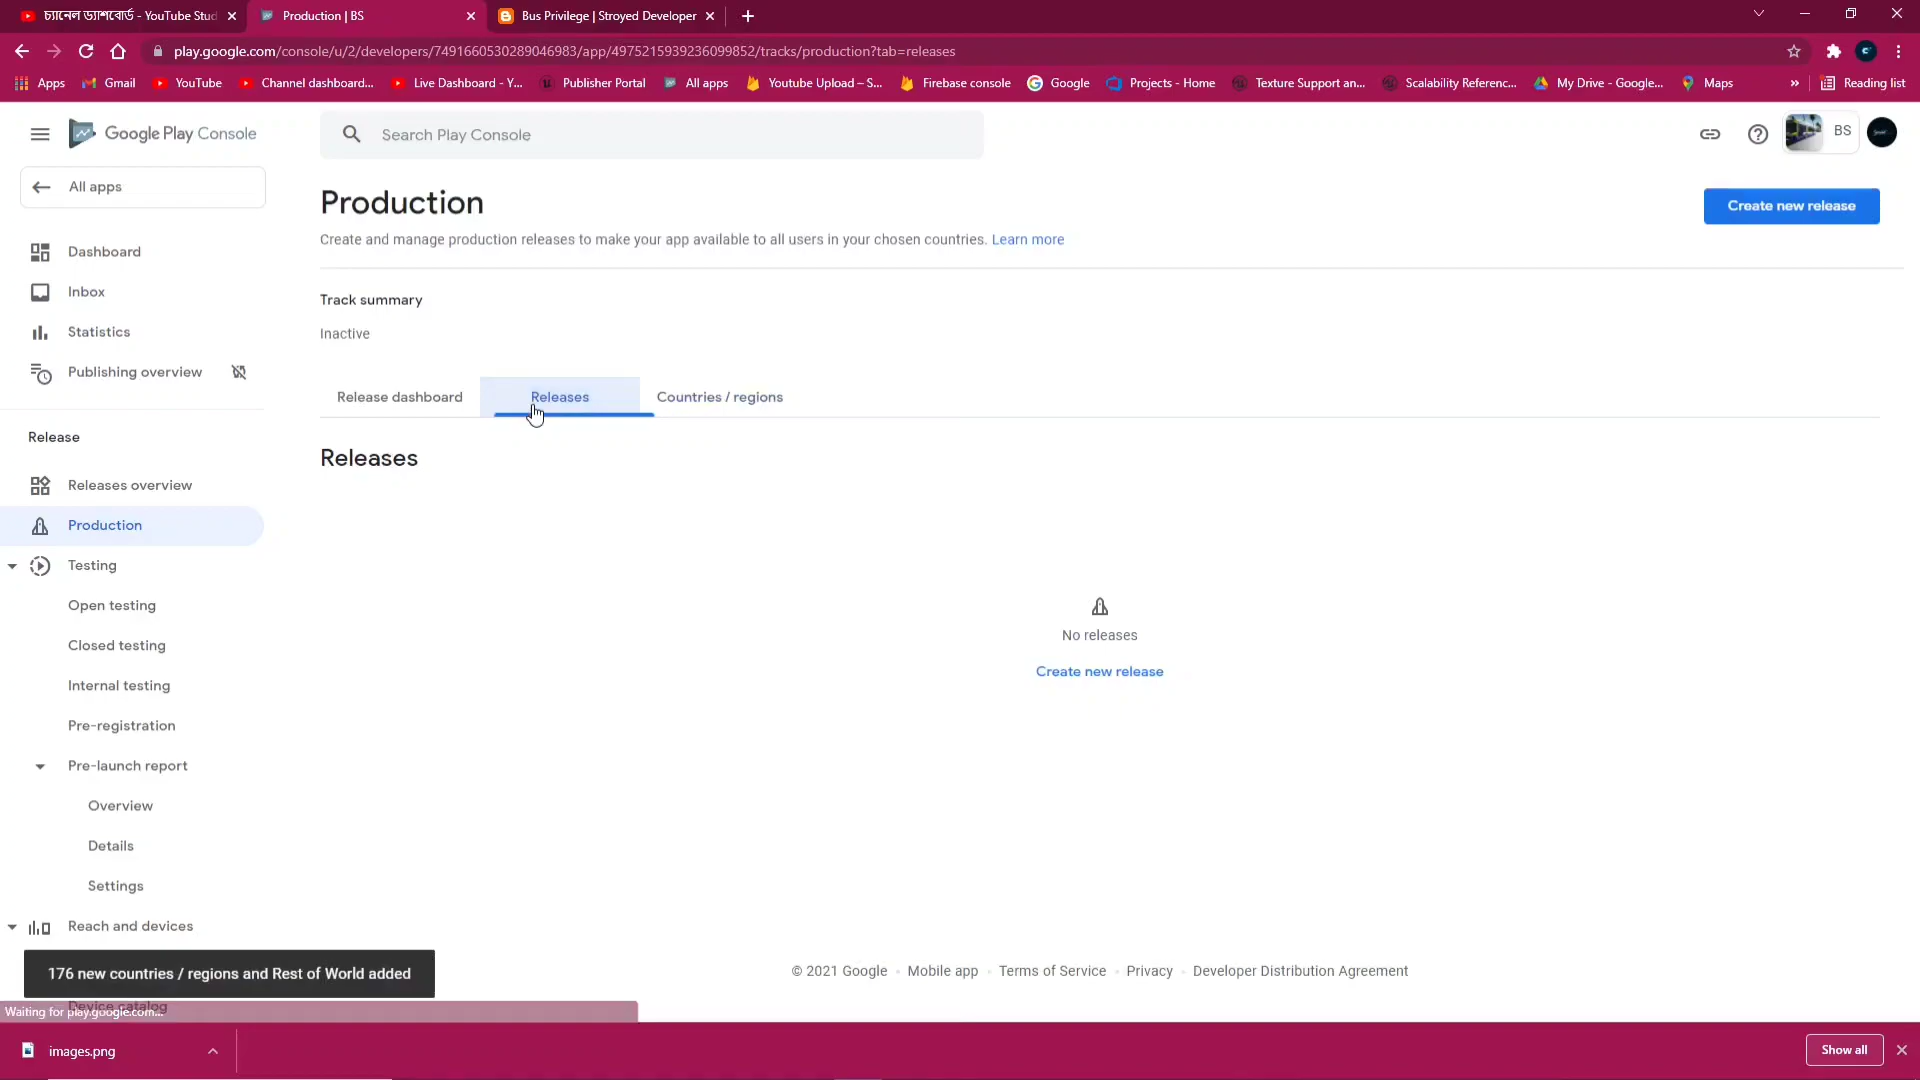 চ্যানেল ড্যাশবোর্ড - YouTube Stud
Production | BS
Bus Privilege | Stroyed Developer
play.google.com/console/u/2/developers/7491660530289046983/app/4975215939236099852/tracks/production?tab=releases
Apps
Gmail
YouTube
Channel dashboard...
Live Dashboard - Y...
Publisher Portal
All apps
Youtube Upload – S...
Firebase console
Google
Projects - Home
Texture Support an...
Scalability Referenc...
My Drive - Google...
Maps
»
Reading list
Google Play Console
Search Play Console
BS
All apps
Production
Create new release
Create and manage production releases to make your app available to all users in your chosen countries. Learn more
Dashboard
Inbox
Statistics
Publishing overview
Track summary
Inactive
Release dashboard
Releases
Countries / regions
Release
Releases
Releases overview
Production
Testing
Open testing
Closed testing
Internal testing
Pre-registration
Pre-launch report
Overview
Details
Settings
Reach and devices
No releases
Create new release
176 new countries / regions and Rest of World added
© 2021 Google
Mobile app
Terms of Service
Privacy
Developer Distribution Agreement
Device catalog
Waiting for play.google.com...
images.png
Show all